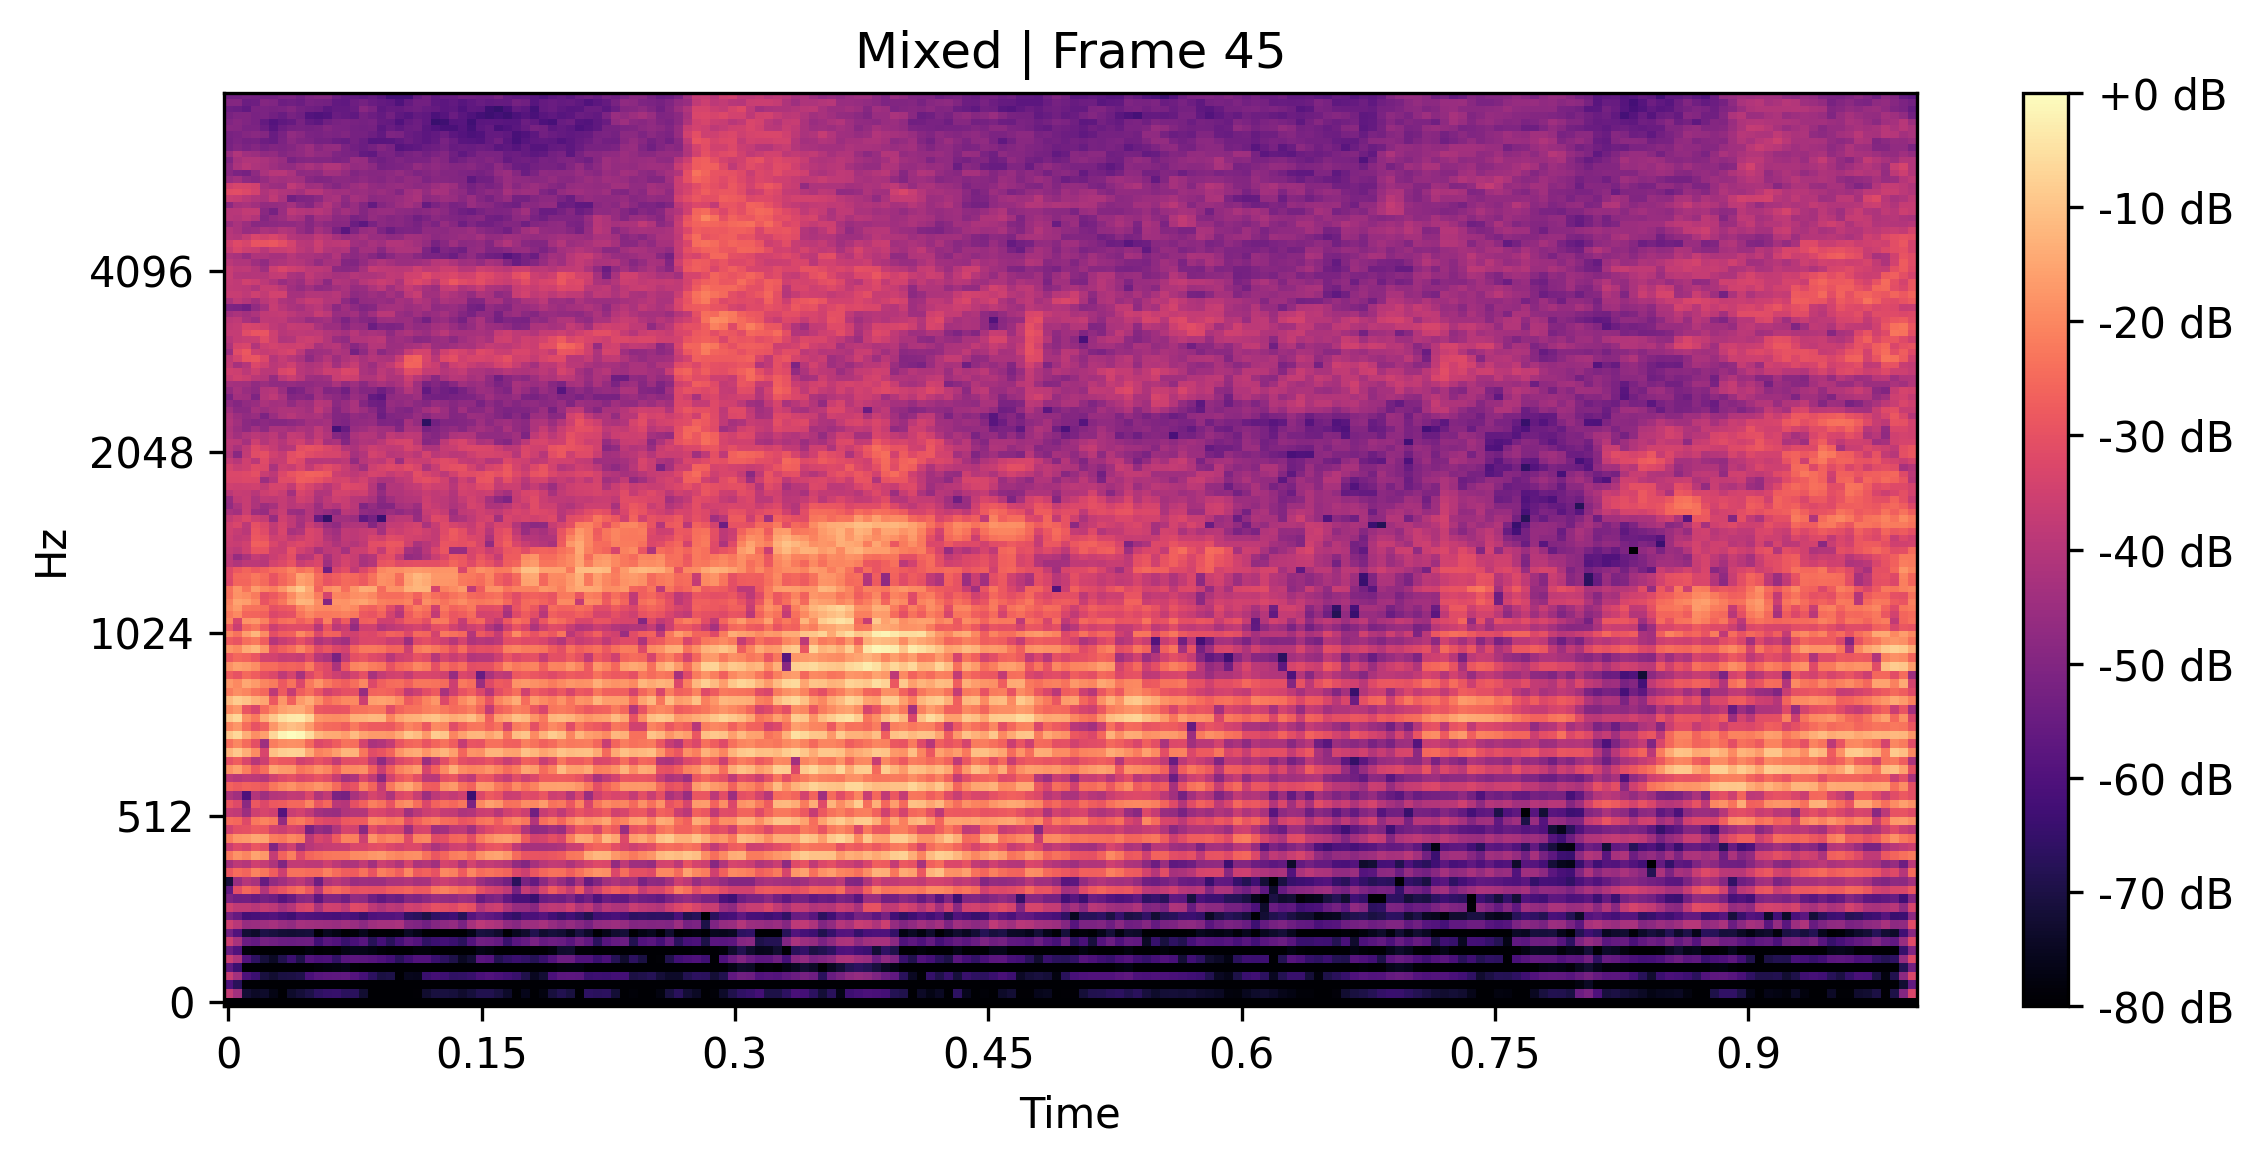 Mixed | Frame 45
Hz
4096
2048
1024
512
0
0 0.15 0.3 0.45 0.6 0.75 0.9
Time
+0 dB
-10 dB
-20 dB
-30 dB
-40 dB
-50 dB
-60 dB
-70 dB
-80 dB